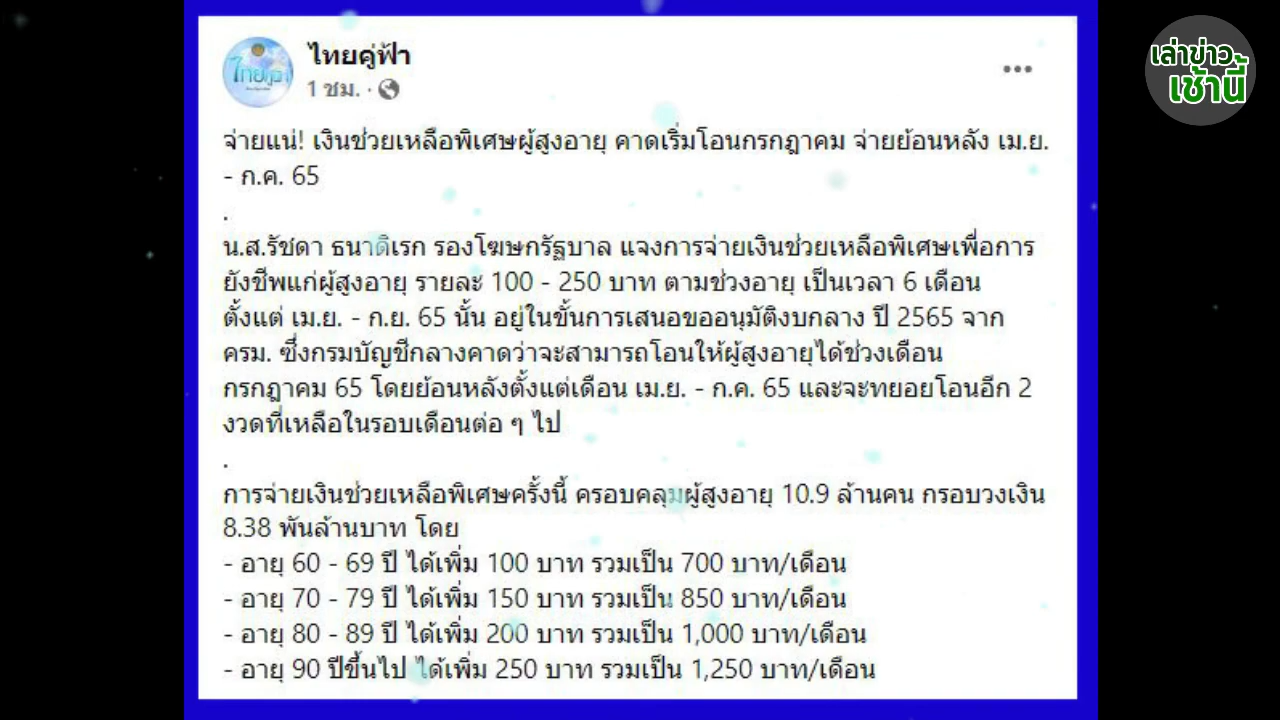 ไทยคู่ฟ้า
1 ชม. ·
เล่าข่าว
เช้านี้
จ่ายแน่! เงินช่วยเหลือพิเศษผู้สูงอายุ คาดเริ่มโอนกรกฎาคม จ่ายย้อนหลัง เม.ย.
- ก.ค. 65
.
น.ส.รัชดา ธนาดิเรก รองโฆษกรัฐบาล แจงการจ่ายเงินช่วยเหลือพิเศษเพื่อการ
ยังชีพแก่ผู้สูงอายุ รายละ 100 - 250 บาท ตามช่วงอายุ เป็นเวลา 6 เดือน
ตั้งแต่ เม.ย. - ก.ย. 65 นั้น อยู่ในขั้นการเสนอขออนุมัติงบกลาง ปี 2565 จาก
ครม. ซึ่งกรมบัญชีกลางคาดว่าจะสามารถโอนให้ผู้สูงอายุได้ช่วงเดือน
กรกฎาคม 65 โดยย้อนหลังตั้งแต่เดือน เม.ย. - ก.ค. 65 และจะทยอยโอนอีก 2
งวดที่เหลือในรอบเดือนต่อ ๆ ไป
.
การจ่ายเงินช่วยเหลือพิเศษครั้งนี้ ครอบคลุมผู้สูงอายุ 10.9 ล้านคน กรอบวงเงิน
8.38 พันล้านบาท โดย
- อายุ 60 - 69 ปี ได้เพิ่ม 100 บาท รวมเป็น 700 บาท/เดือน
- อายุ 70 - 79 ปี ได้เพิ่ม 150 บาท รวมเป็น 850 บาท/เดือน
- อายุ 80 - 89 ปี ได้เพิ่ม 200 บาท รวมเป็น 1,000 บาท/เดือน
- อายุ 90 ปีขึ้นไป ได้เพิ่ม 250 บาท รวมเป็น 1,250 บาท/เดือน